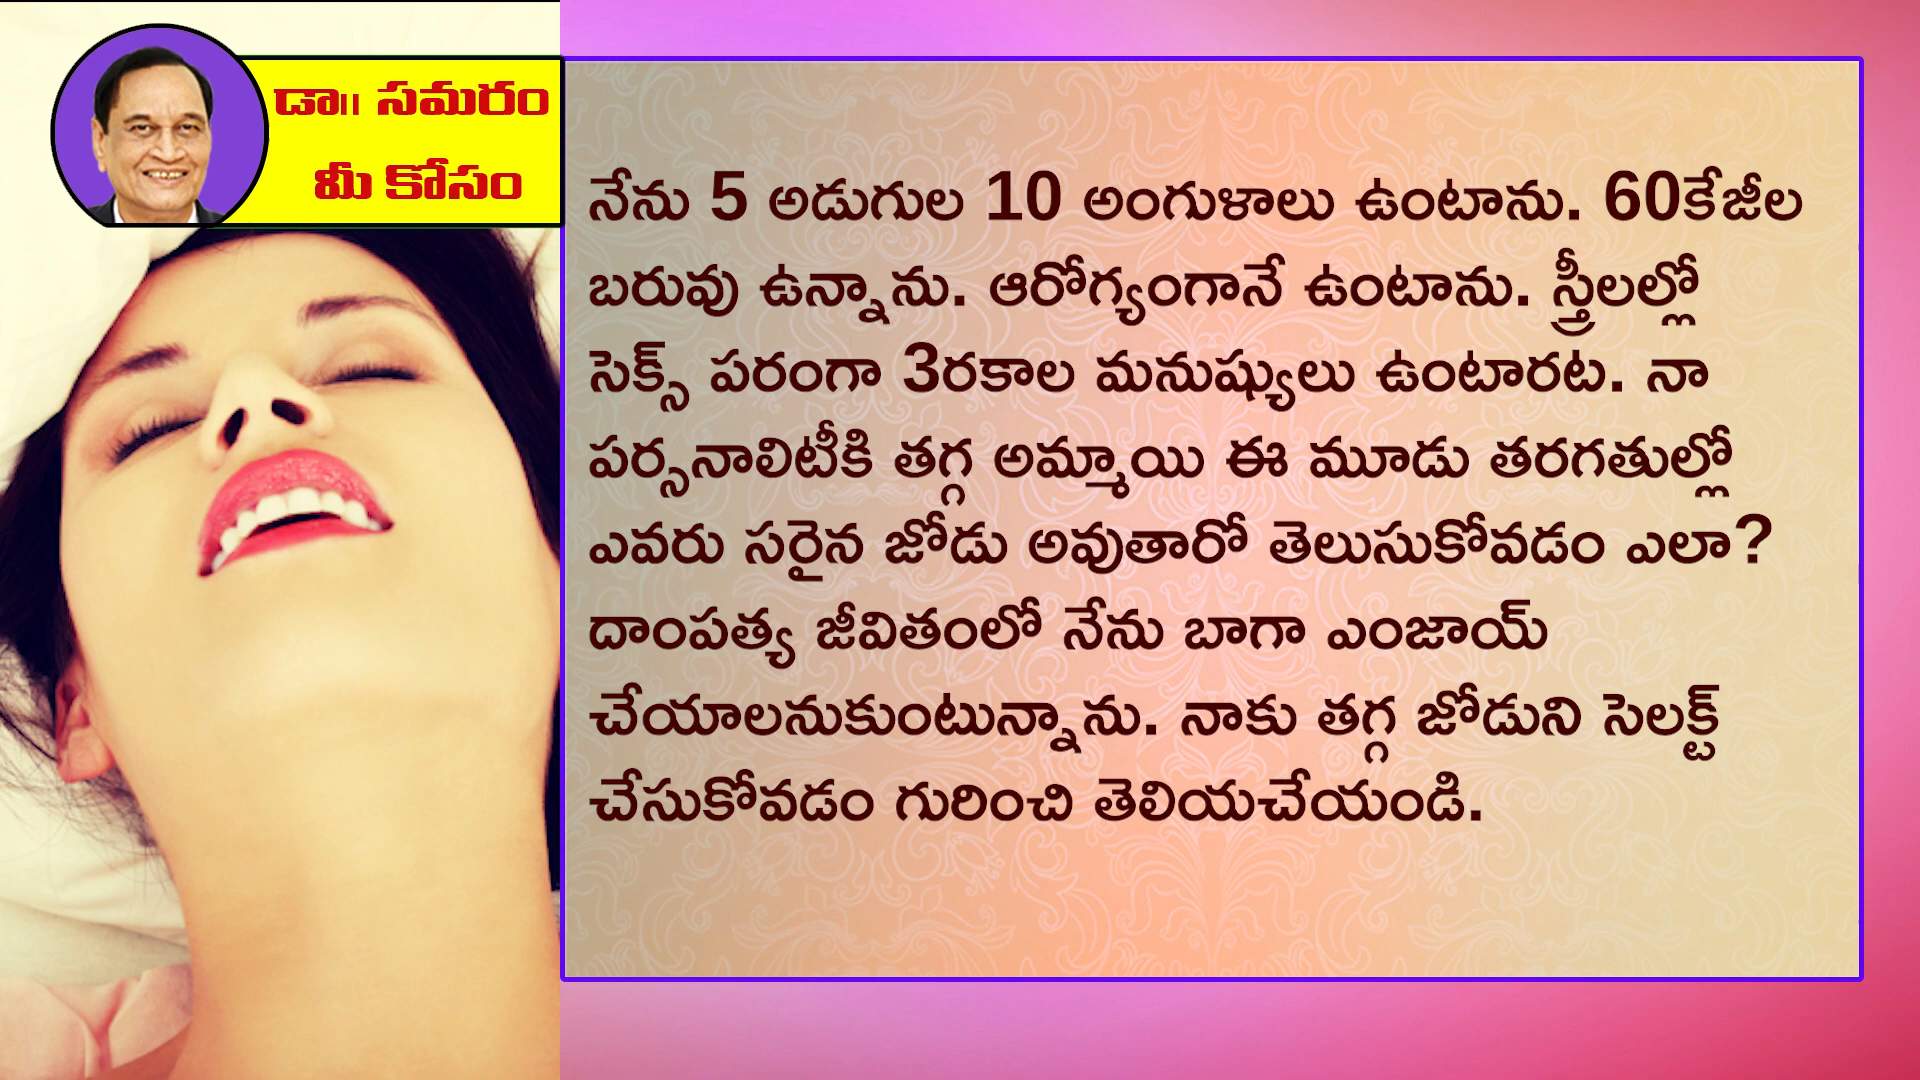 డా॥ సమరం
మీ కోసం
నేను 5 అడుగుల 10 అంగుళాలు ఉంటాను. 60కేజీల
బరువు ఉన్నాను. ఆరోగ్యంగానే ఉంటాను. స్త్రీలల్లో
సెక్స్ పరంగా 3రకాల మనుష్యులు ఉంటారట. నా
పర్సనాలిటీకి తగ్గ అమ్మాయి ఈ మూడు తరగతుల్లో
ఎవరు సరైన జోడు అవుతారో తెలుసుకోవడం ఎలా?
దాంపత్య జీవితంలో నేను బాగా ఎంజాయ్
చేయాలనుకుంటున్నాను. నాకు తగ్గ జోడుని సెలక్ట్
చేసుకోవడం గురించి తెలియచేయండి.